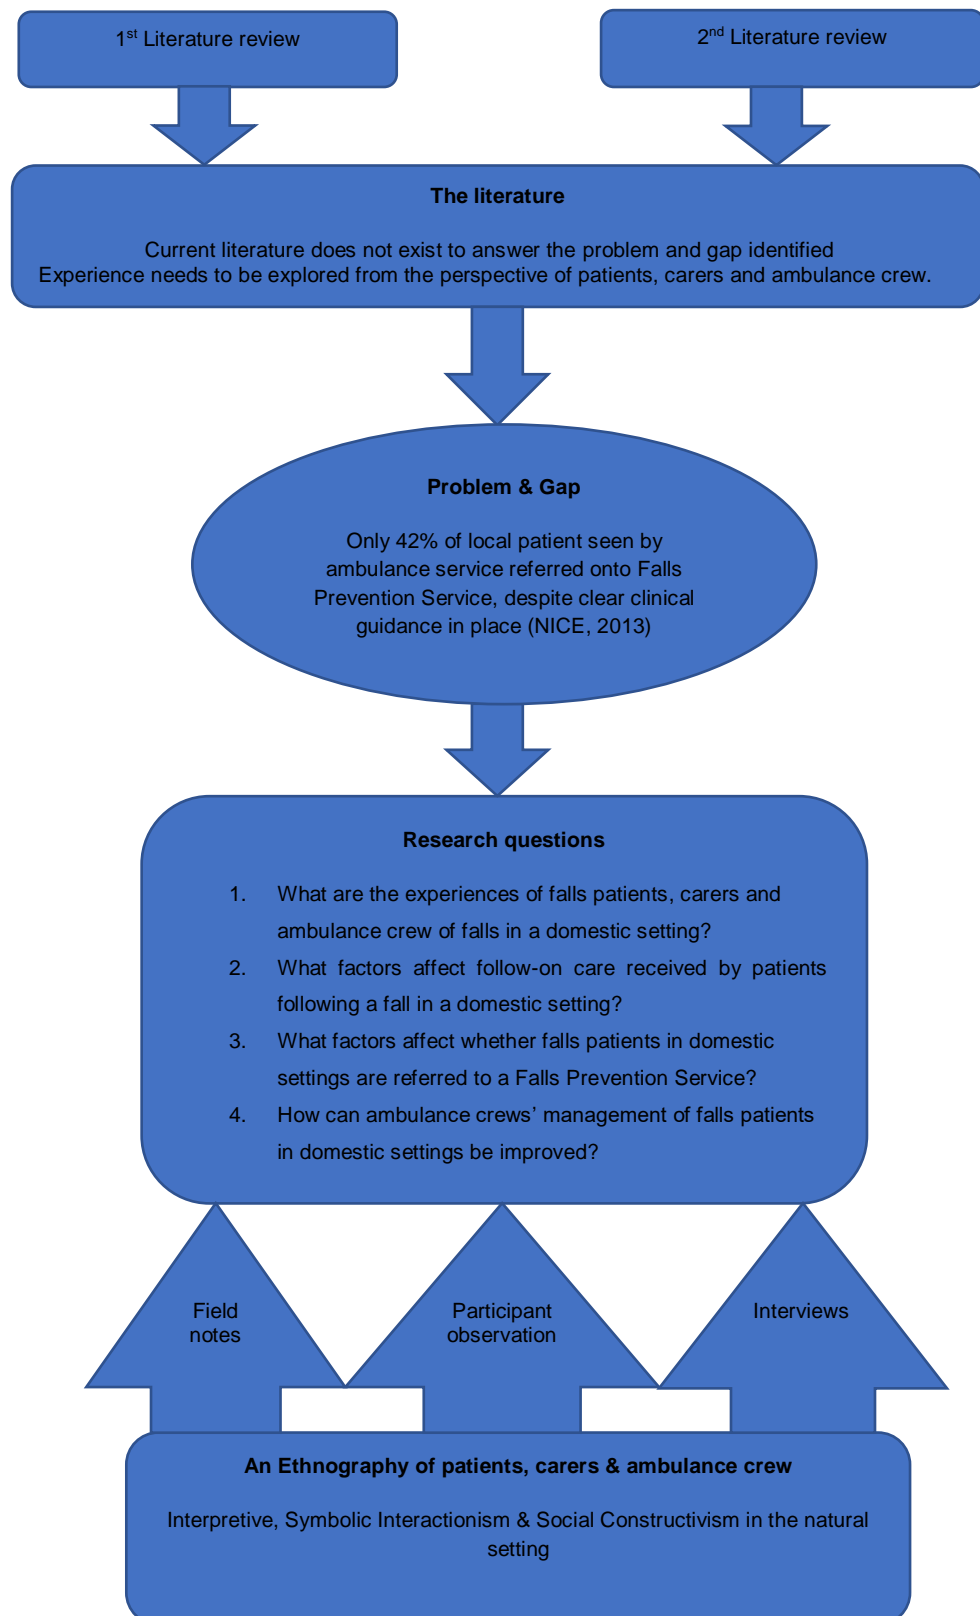 1st Literature review
2nd Literature review
The literature
Current literature does not exist to answer the problem and gap identified
Experience needs to be explored from the perspective of patients, carers and ambulance crew.
Problem & Gap
Only 42% of local patient seen by
ambulance service referred onto Falls
Prevention Service, despite clear clinical
guidance in place (NICE, 2013)
Research questions
1. What are the experiences of falls patients, carers and
ambulance crew of falls in a domestic setting?
2. What factors affect follow-on care received by patients
following a fall in a domestic setting?
3. What factors affect whether falls patients in domestic
settings are referred to a Falls Prevention Service?
4. How can ambulance crews’ management of falls patients
in domestic settings be improved?
Field
notes
Participant
observation
Interviews
An Ethnography of patients, carers & ambulance crew
Interpretive, Symbolic Interactionism & Social Constructivism in the natural
setting